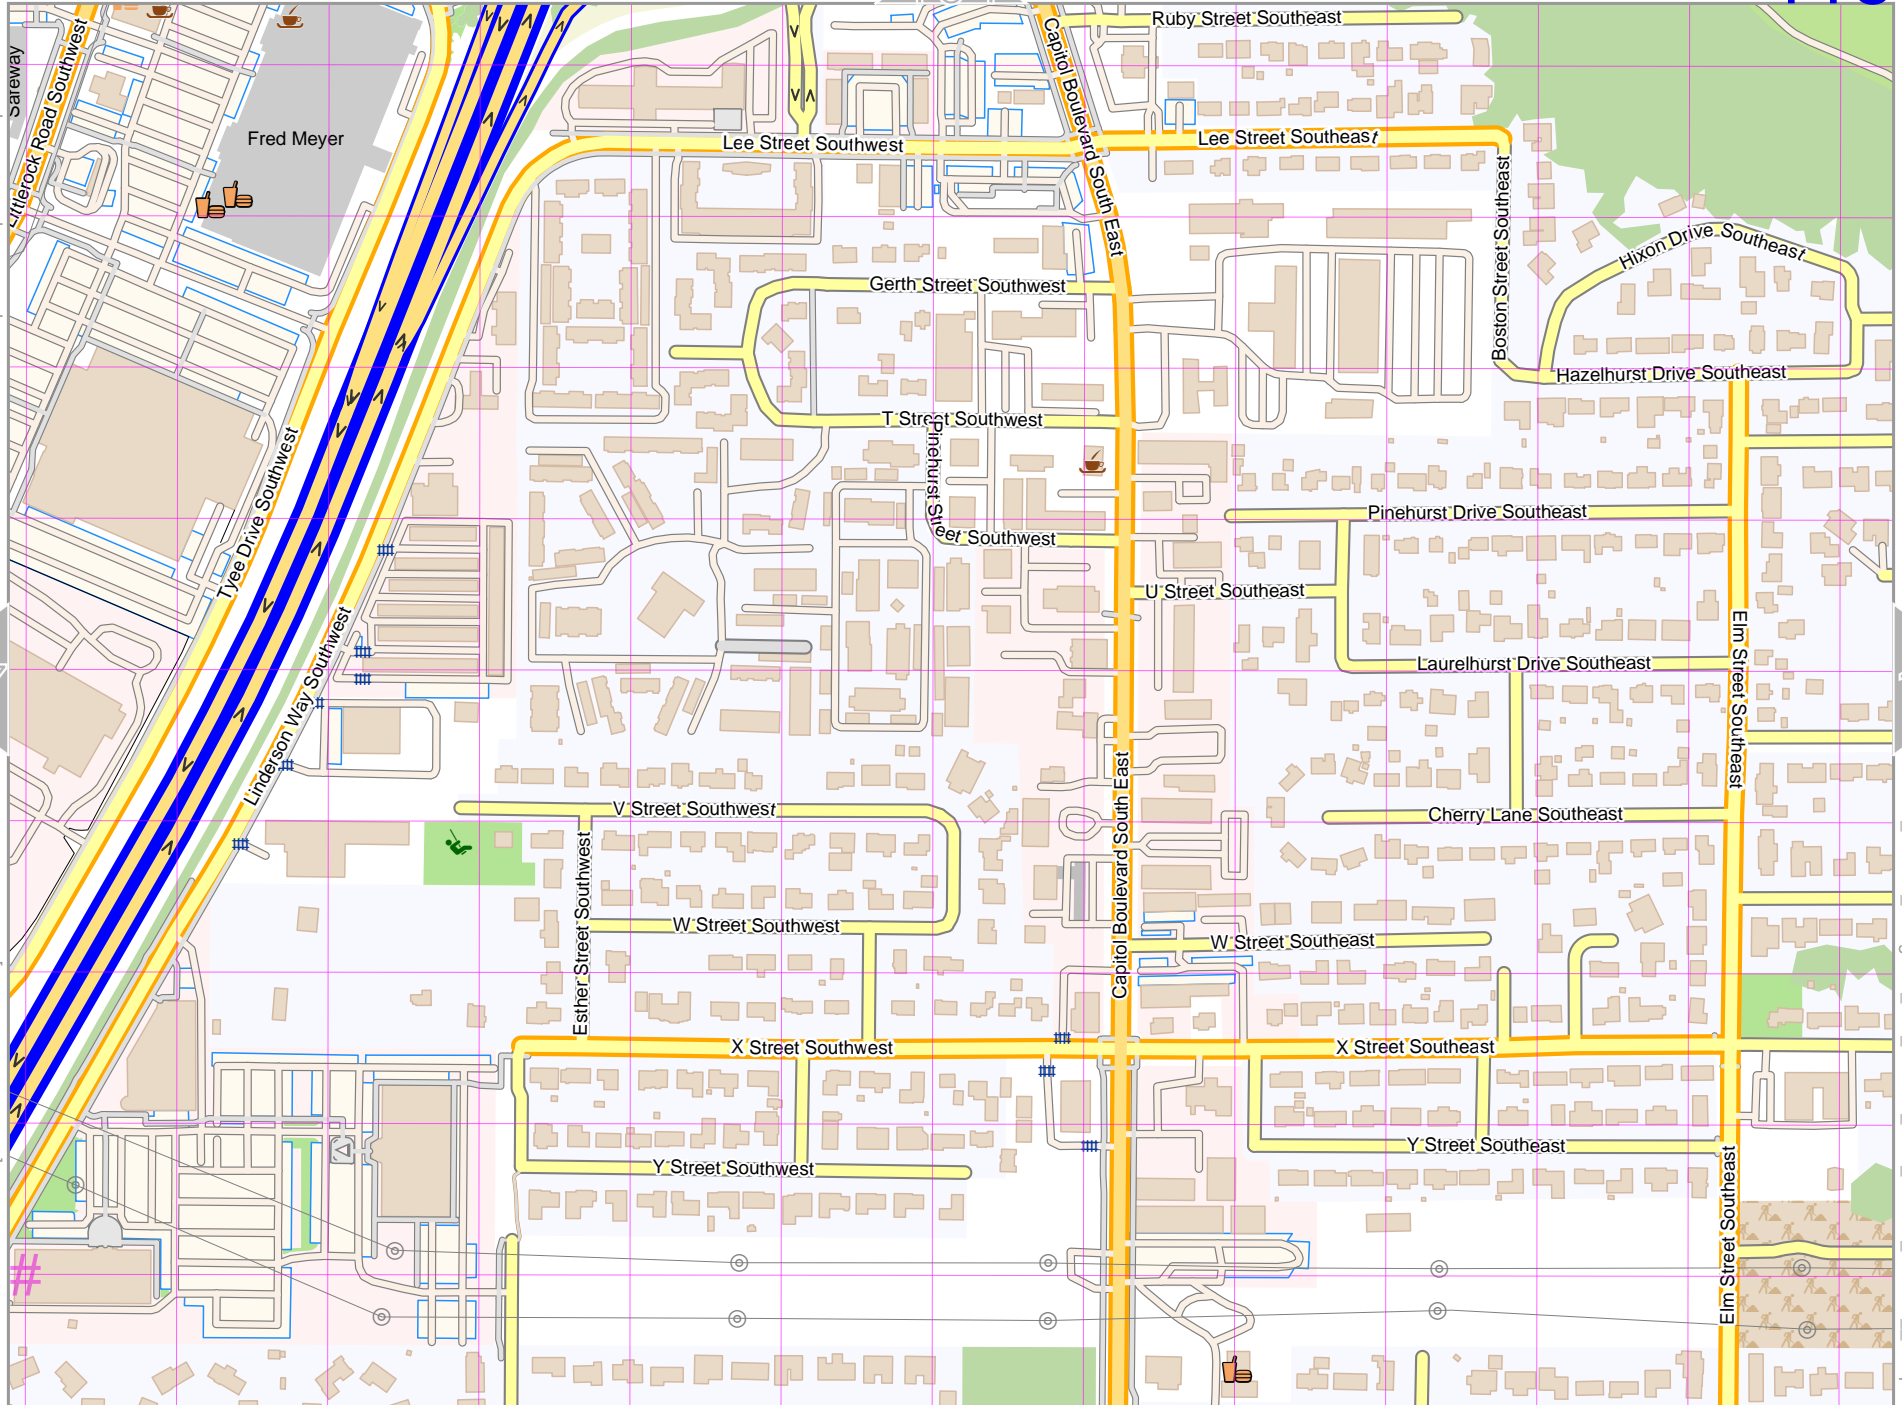 Ruby Street Southeast
Safeway
Littlerock Road Southwest
Capitol Boulevard South East
Fred Meyer
Lee Street Southwest
Lee Street Southeast
Boston Street Southeast
Hixon Drive Southeast
Gerth Street Southwest
Hazelhurst Drive Southeast
T Street Southwest
Pinehurst Street
eet Southwest
Tyee Drive Southwest
Pinehurst Drive Southeast
U Street Southeast
Linderson Way Southwest
Elm Street Southeast
Laurelhurst Drive Southeast
V Street Southwest
Cherry Lane Southeast
Capitol Boulevard South East
Esther Street Southwest
W Street Southwest
W Street Southeast
X Street Southwest
X Street Southeast
Y Street Southwest
Y Street Southeast
Elm Street Southeast
#